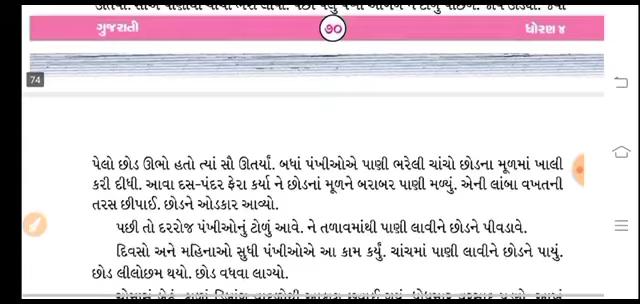 ગુજરાતી ૭૦ ધોરણ ૪
74
પેલો છોડ ઊભો હતો ત્યાં સૌ ઊતર્યાં. બધાં પંખીઓએ પાણી ભરેલી ચાંચો છોડના મૂળમાં ખાલી
કરી દીધી. આવા દસ-પંદર ફેરા કર્યા ને છોડનાં મૂળને બરાબર પાણી મળ્યું. એની લાંબા વખતની
તરસ છીપાઈ. છોડને ઓડકાર આવ્યો.
પછી તો દરરોજ પંખીઓનું ટોળું આવે. ને તળાવમાંથી પાણી લાવીને છોડને પીવડાવે.
દિવસો અને મહિનાઓ સુધી પંખીઓએ આ કામ કર્યું. ચાંચમાં પાણી લાવીને છોડને પાયું.
છોડ લીલોછમ થયો. છોડ વધવા લાગ્યો.